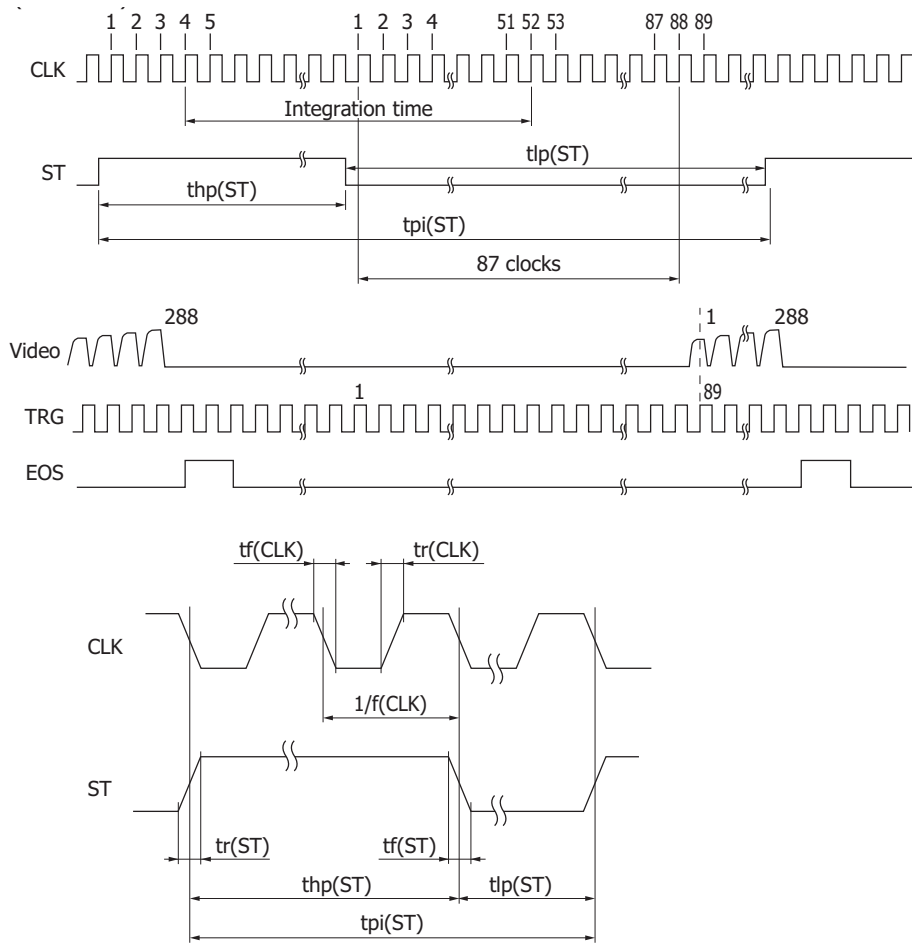 1 2 3 4 5 1 2 3 4 51 52 53 87 88 89
CLK
Integration time
tlp(ST)
ST
thp(ST)
tpi(ST)
87 clocks
288 1 288
Video
1 89
TRG
EOS
tf(CLK) tr(CLK)
CLK
1/f(CLK)
ST
tr(ST) tf(ST)
thp(ST) tlp(ST)
tpi(ST)